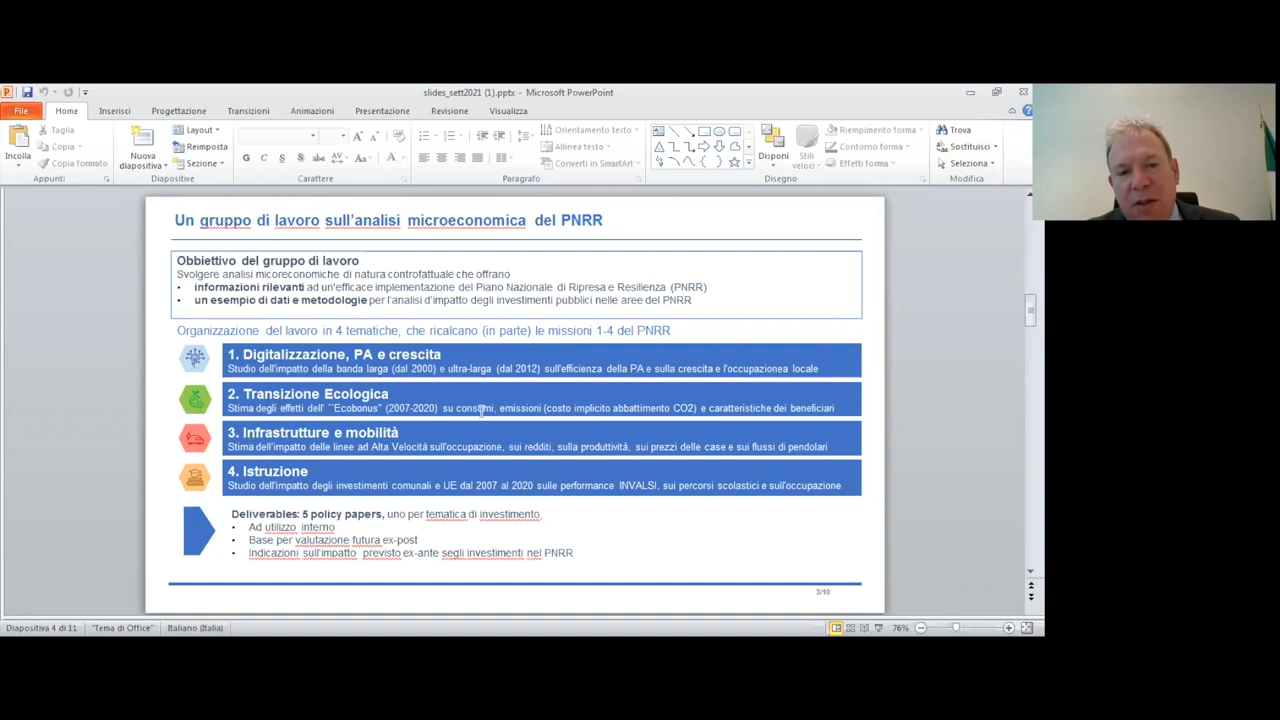 slides_sett2021 (1).pptx - Microsoft PowerPoint
File Home Inserisci Progettazione Transizioni Animazioni Presentazione Revisione Visualizza
Incolla
Taglia
Copia
Copia formato
Appunti
Nuova diapositiva
Layout
Reimposta
Sezione
Diapositive
Carattere
Orientamento testo
Allinea testo
Converti in SmartArt
Paragrafo
Disponi
Stili veloci
Riempimento forma
Contorno forma
Effetti forma
Disegno
Trova
Sostituisci
Seleziona
Modifica
Un gruppo di lavoro sull'analisi microeconomica del PNRR
Obbiettivo del gruppo di lavoro
Svolgere analisi micoreconomiche di natura controfattuale che offrano
• informazioni rilevanti ad un'efficace implementazione del Piano Nazionale di Ripresa e Resilienza (PNRR)
• un esempio di dati e metodologie per l'analisi d'impatto degli investimenti pubblici nelle aree del PNRR
Organizzazione del lavoro in 4 tematiche, che ricalcano (in parte) le missioni 1-4 del PNRR
1. Digitalizzazione, PA e crescita
Studio dell'impatto della banda larga (dal 2000) e ultra-larga (dal 2012) sull'efficienza della PA e sulla crescita e l'occupazionea locale
2. Transizione Ecologica
Stima degli effetti dell' ``Ecobonus'' (2007-2020) su consumi, emissioni (costo implicito abbattimento CO2) e caratteristiche dei beneficiari
3. Infrastrutture e mobilità
Stima dell'impatto delle linee ad Alta Velocità sull'occupazione, sui redditi, sulla produttività, sui prezzi delle case e sui flussi di pendolari
4. Istruzione
Studio dell'impatto degli investimenti comunali e UE dal 2007 al 2020 sulle performance INVALSI, sui percorsi scolastici e sull'occupazione
Deliverables: 5 policy papers, uno per tematica di investimento.
• Ad utilizzo interno
• Base per valutazione futura ex-post
• Indicazioni sull'impatto previsto ex-ante segli investimenti nel PNRR
3/10
Diapositiva 4 di 11 "Tema di Office" Italiano (Italia) 76%